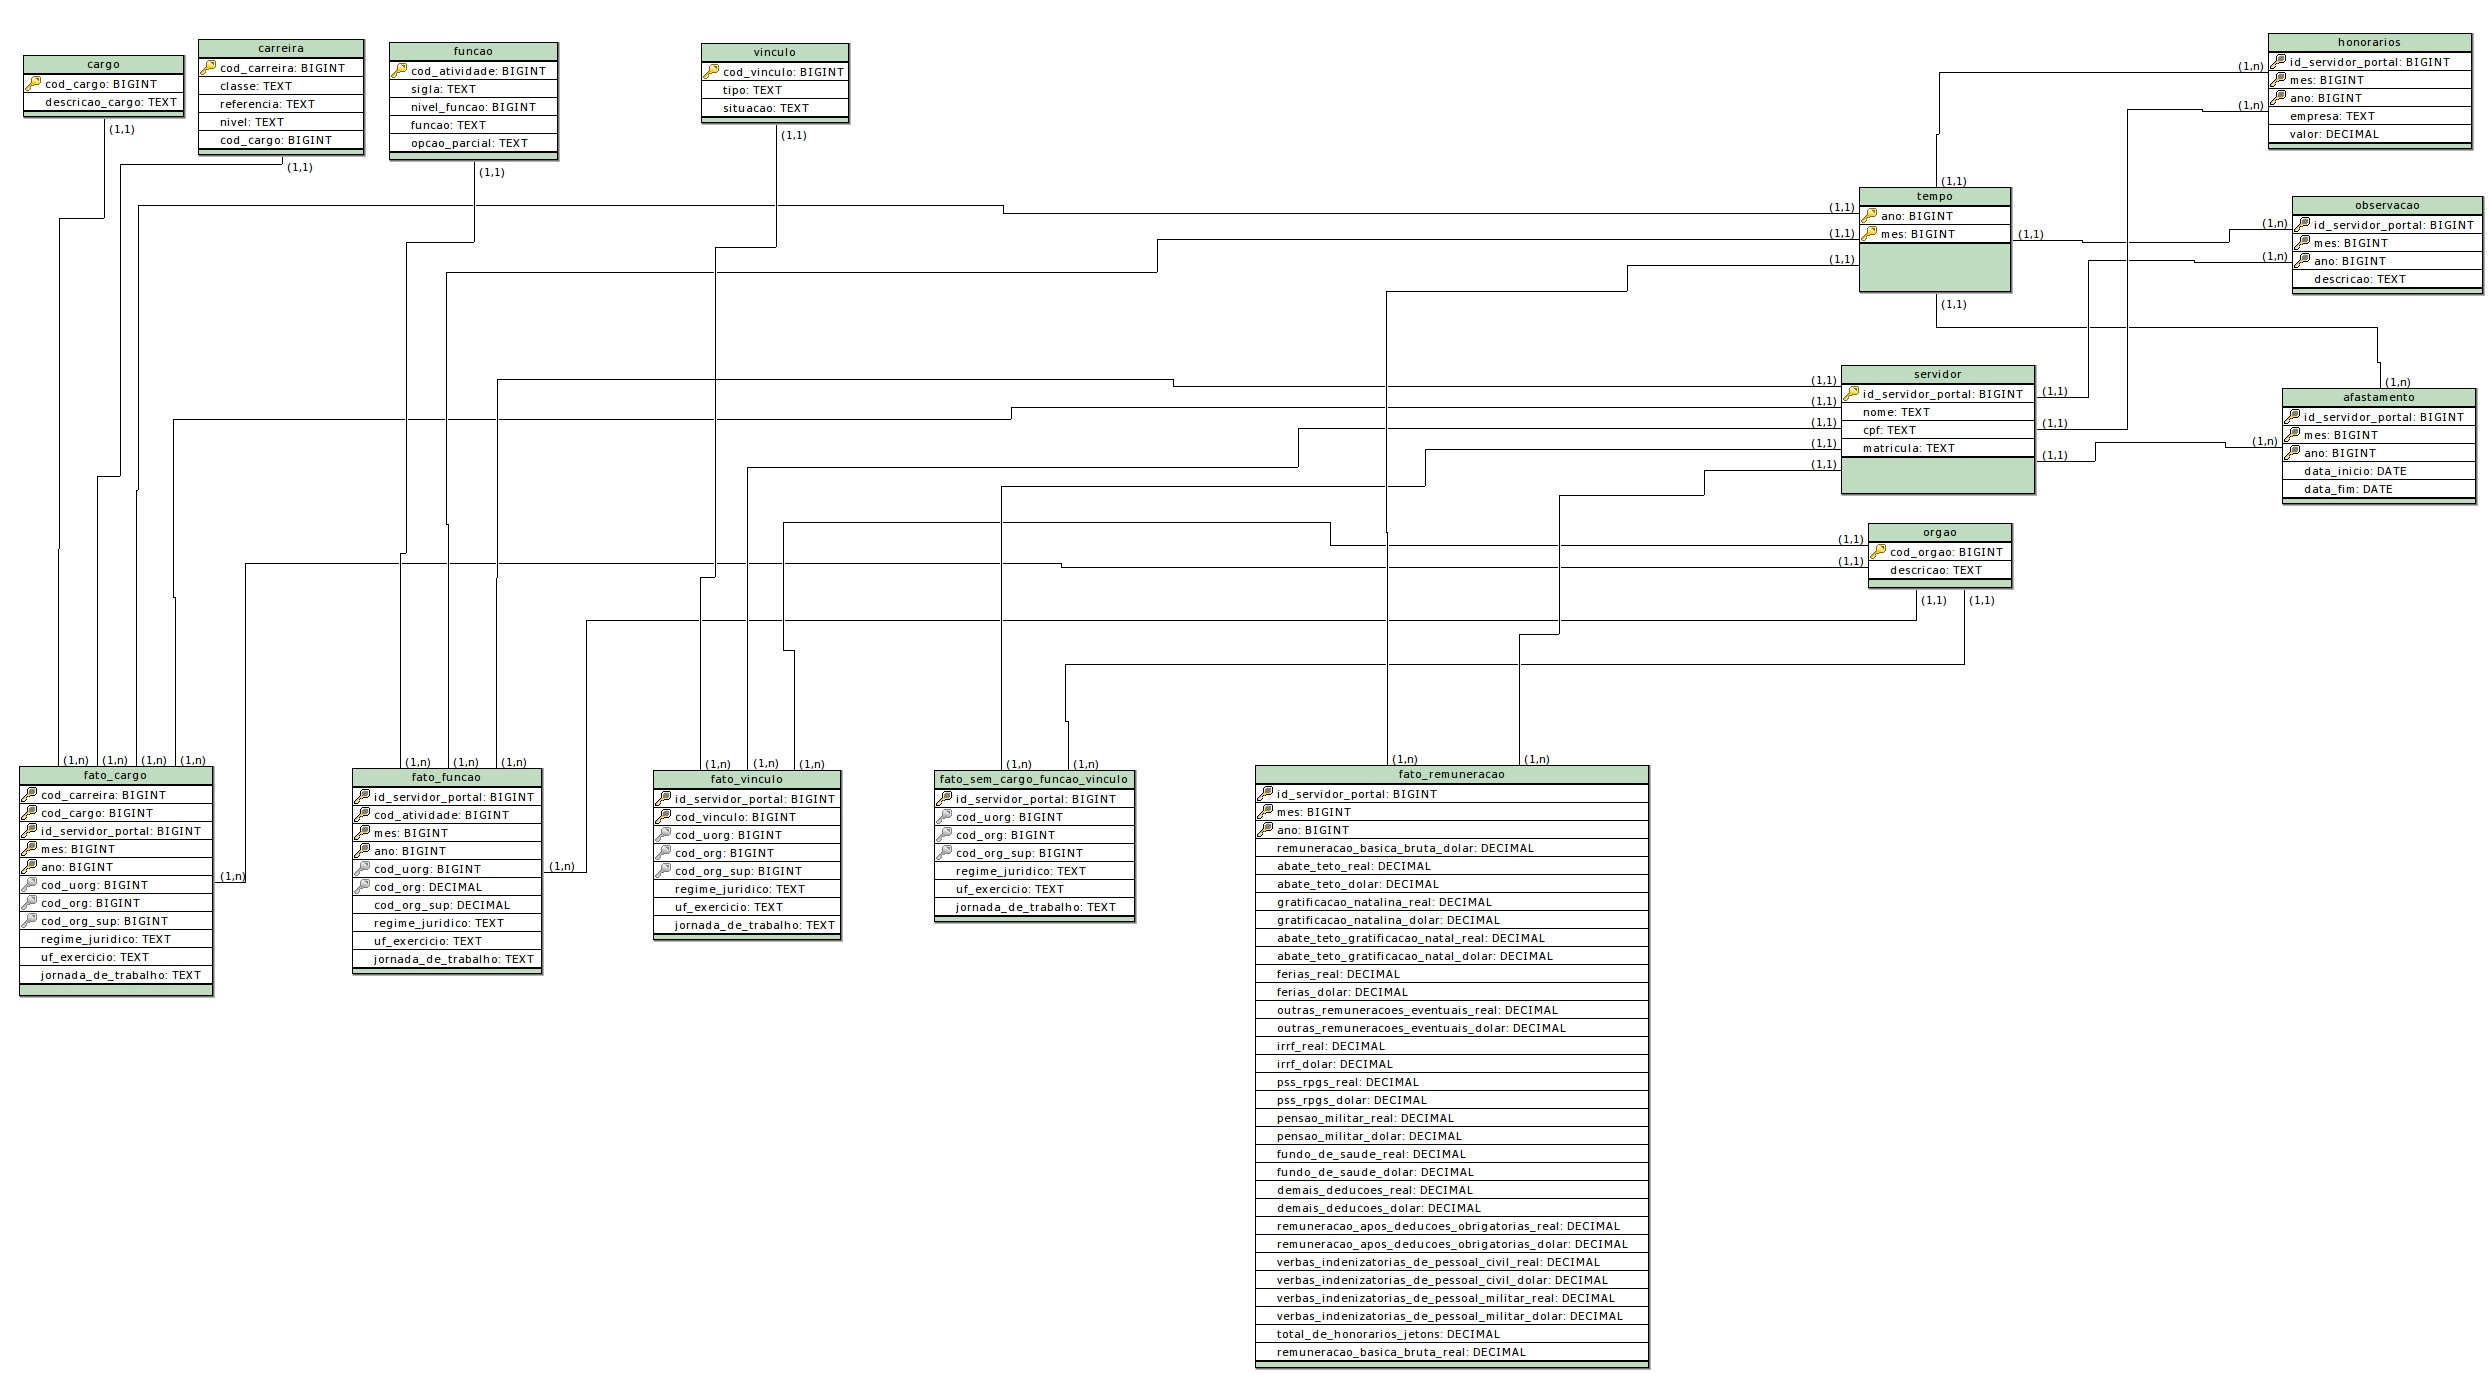 cargo
cod_cargo: BIGINT
descricao_cargo: TEXT
(1,1)
carreira
cod_carreira: BIGINT
classe: TEXT
referencia: TEXT
nivel: TEXT
cod_cargo: BIGINT
(1,1)
funcao
cod_atividade: BIGINT
sigla: TEXT
nivel_funcao: BIGINT
funcao: TEXT
opcao_parcial: TEXT
(1,1)
vinculo
cod_vinculo: BIGINT
tipo: TEXT
situacao: TEXT
(1,1)
honorarios
id_servidor_portal: BIGINT
mes: BIGINT
ano: BIGINT
empresa: TEXT
valor: DECIMAL
(1,n)
(1,n)
(1,1)
tempo
ano: BIGINT
mes: BIGINT
(1,1)
(1,1)
(1,1)
(1,1)
(1,1)
observacao
id_servidor_portal: BIGINT
mes: BIGINT
ano: BIGINT
descricao: TEXT
(1,n)
(1,n)
servidor
id_servidor_portal: BIGINT
nome: TEXT
cpf: TEXT
matricula: TEXT
(1,1)
(1,1)
(1,1)
(1,1)
(1,1)
(1,1)
(1,1)
(1,1)
(1,n)
afastamento
id_servidor_portal: BIGINT
mes: BIGINT
ano: BIGINT
data_inicio: DATE
data_fim: DATE
(1,n)
orgao
cod_orgao: BIGINT
descricao: TEXT
(1,1)
(1,1)
(1,1)
(1,1)
(1,n)
(1,n)
(1,n)
(1,n)
fato_cargo
cod_carreira: BIGINT
cod_cargo: BIGINT
id_servidor_portal: BIGINT
mes: BIGINT
ano: BIGINT
cod_uorg: BIGINT
cod_org: BIGINT
cod_org_sup: BIGINT
regime_juridico: TEXT
uf_exercicio: TEXT
jornada_de_trabalho: TEXT
(1,n)
(1,n)
(1,n)
(1,n)
fato_funcao
id_servidor_portal: BIGINT
cod_atividade: BIGINT
mes: BIGINT
ano: BIGINT
cod_uorg: BIGINT
cod_org: DECIMAL
cod_org_sup: DECIMAL
regime_juridico: TEXT
uf_exercicio: TEXT
jornada_de_trabalho: TEXT
(1,n)
(1,n)
(1,n)
(1,n)
fato_vinculo
id_servidor_portal: BIGINT
cod_vinculo: BIGINT
cod_uorg: BIGINT
cod_org: BIGINT
cod_org_sup: BIGINT
regime_juridico: TEXT
uf_exercicio: TEXT
jornada_de_trabalho: TEXT
(1,n)
(1,n)
fato_sem_cargo_funcao_vinculo
id_servidor_portal: BIGINT
cod_uorg: BIGINT
cod_org: BIGINT
cod_org_sup: BIGINT
regime_juridico: TEXT
uf_exercicio: TEXT
jornada_de_trabalho: TEXT
(1,n)
(1,n)
fato_remuneracao
id_servidor_portal: BIGINT
mes: BIGINT
ano: BIGINT
remuneracao_basica_bruta_dolar: DECIMAL
abate_teto_real: DECIMAL
abate_teto_dolar: DECIMAL
gratificacao_natalina_real: DECIMAL
gratificacao_natalina_dolar: DECIMAL
abate_teto_gratificacao_natal_real: DECIMAL
abate_teto_gratificacao_natal_dolar: DECIMAL
ferias_real: DECIMAL
ferias_dolar: DECIMAL
outras_remuneracoes_eventuais_real: DECIMAL
outras_remuneracoes_eventuais_dolar: DECIMAL
irrf_real: DECIMAL
irrf_dolar: DECIMAL
pss_rpgs_real: DECIMAL
pss_rpgs_dolar: DECIMAL
pensao_militar_real: DECIMAL
pensao_militar_dolar: DECIMAL
fundo_de_saude_real: DECIMAL
fundo_de_saude_dolar: DECIMAL
demais_deducoes_real: DECIMAL
demais_deducoes_dolar: DECIMAL
remuneracao_apos_deducoes_obrigatorias_real: DECIMAL
remuneracao_apos_deducoes_obrigatorias_dolar: DECIMAL
verbas_indenizatorias_de_pessoal_civil_real: DECIMAL
verbas_indenizatorias_de_pessoal_civil_dolar: DECIMAL
verbas_indenizatorias_de_pessoal_militar_real: DECIMAL
verbas_indenizatorias_de_pessoal_militar_dolar: DECIMAL
total_de_honorarios_jetons: DECIMAL
remuneracao_basica_bruta_real: DECIMAL